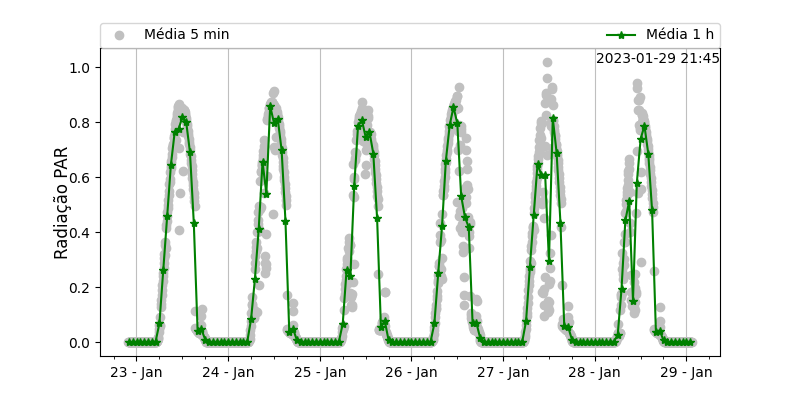 Média 5 min
Média 1 h
2023-01-29 21:45
Radiação PAR
1.0
0.8
0.6
0.4
0.2
0.0
23 - Jan
24 - Jan
25 - Jan
26 - Jan
27 - Jan
28 - Jan
29 - Jan